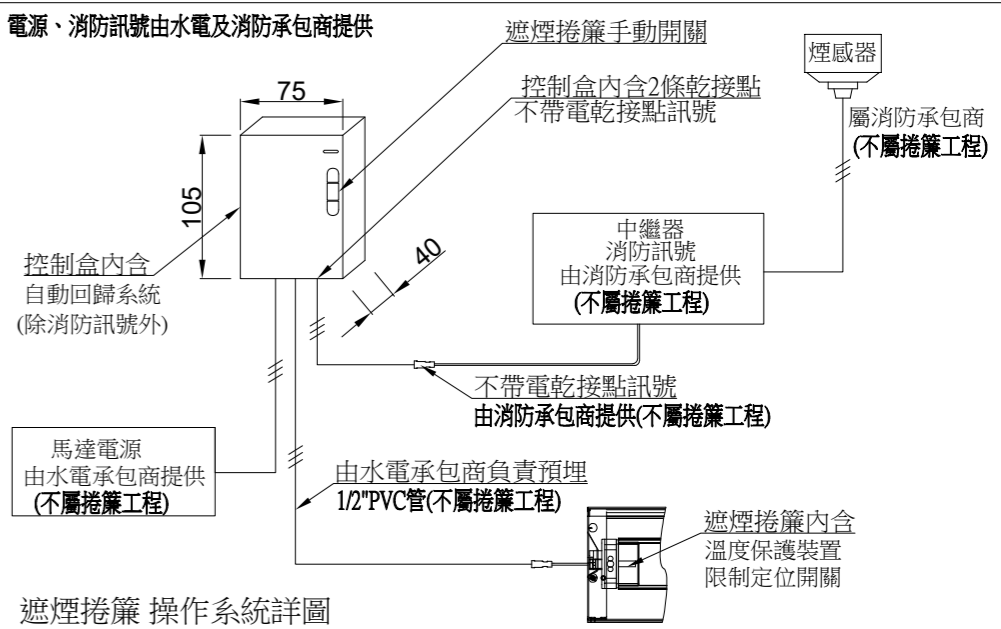 電源、消防訊號由水電及消防承包商提供
遮煙捲簾手動開關
煙感器
75
控制盒內含2條乾接點
不帶電乾接點訊號
屬消防承包商
(不屬捲簾工程)
105
中繼器
消防訊號
由消防承包商提供
(不屬捲簾工程)
40
控制盒內含
自動回歸系統
(除消防訊號外)
不帶電乾接點訊號
由消防承包商提供(不屬捲簾工程)
馬達電源
由水電承包商提供
(不屬捲簾工程)
由水電承包商負責預埋
1/2"PVC管(不屬捲簾工程)
遮煙捲簾內含
溫度保護裝置
限制定位開關
遮煙捲簾 操作系統詳圖